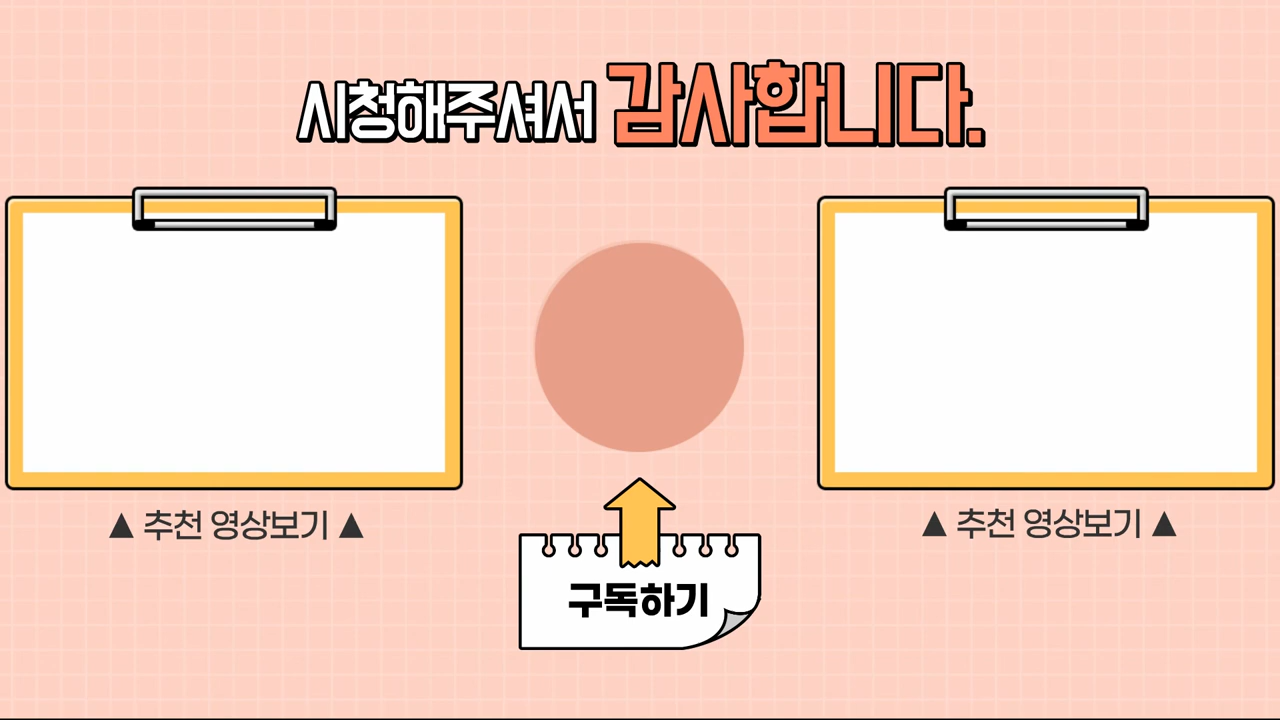 시청해주셔서 감사합니다.
▲ 추천 영상보기 ▲
▲ 추천 영상보기 ▲
구독하기